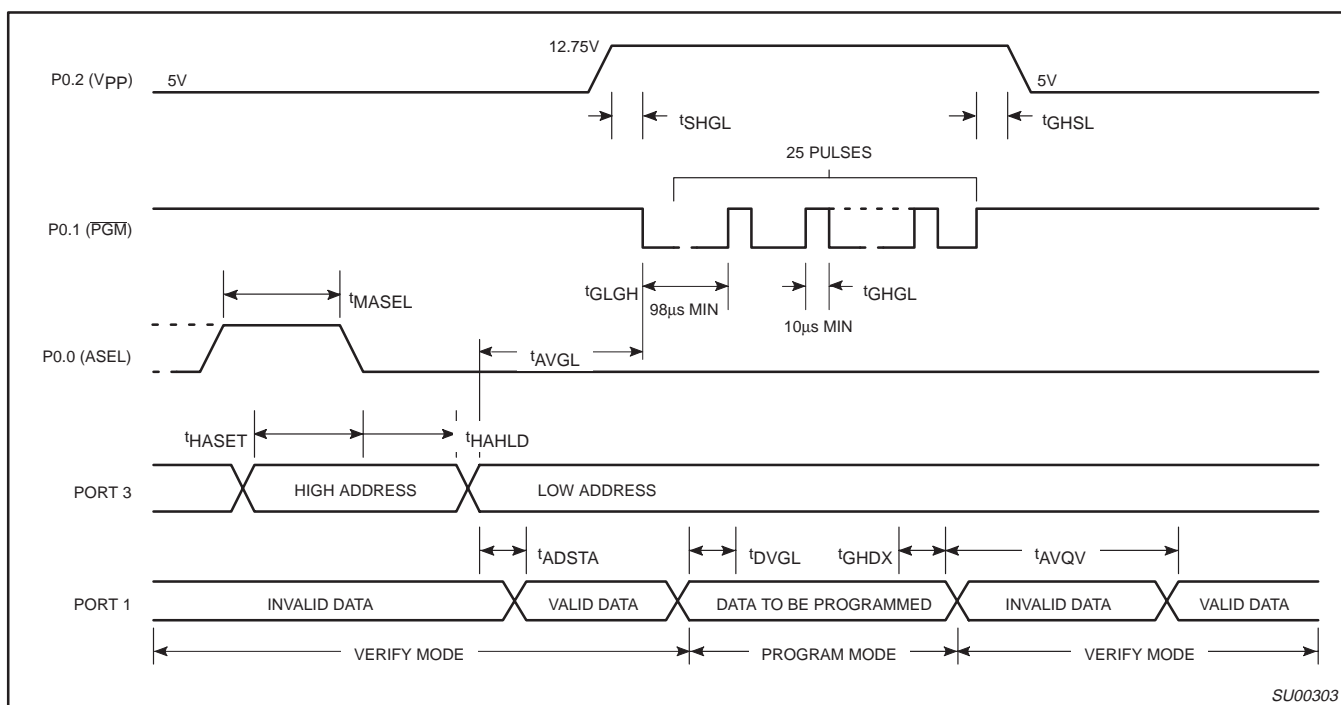 12.75V
P0.2 (VPP)
5V
5V
tSHGL
tGHSL
25 PULSES
P0.1 (P̅G̅M̅)
tMASEL
tGLGH
98µs MIN
10µs MIN
tGHGL
P0.0 (ASEL)
tAVGL
tHASET
tHAHLD
PORT 3
HIGH ADDRESS
LOW ADDRESS
tADSTA
tDVGL
tGHDX
tAVQV
PORT 1
INVALID DATA
VALID DATA
DATA TO BE PROGRAMMED
INVALID DATA
VALID DATA
VERIFY MODE
PROGRAM MODE
VERIFY MODE
SU00303